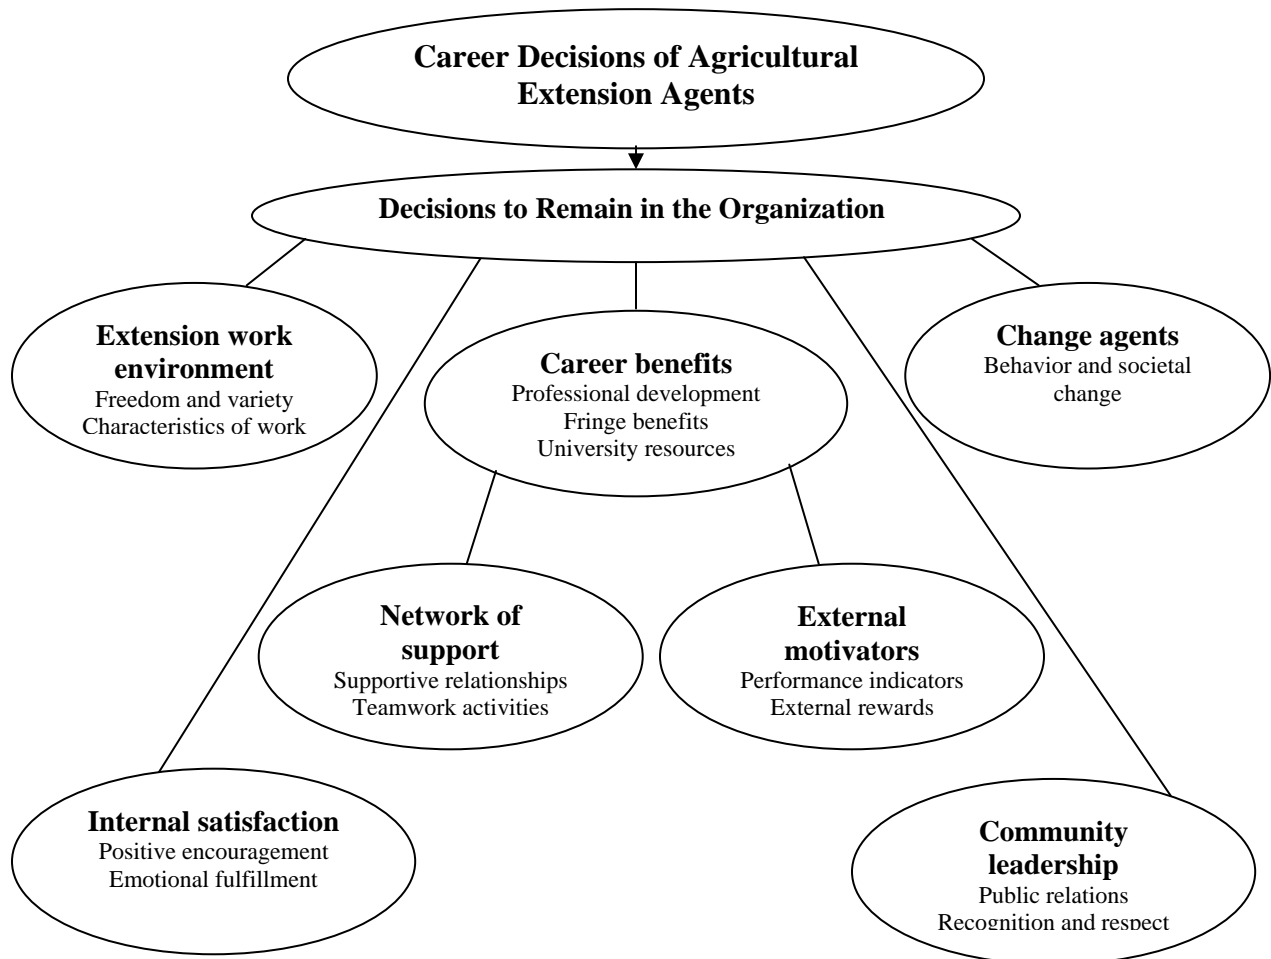 Career Decisions of Agricultural
Extension Agents
Decisions to Remain in the Organization
Extension work
environment
Freedom and variety
Characteristics of work
Career benefits
Professional development
Fringe benefits
University resources
Change agents
Behavior and societal
change
Network of
support
Supportive relationships
Teamwork activities
External
motivators
Performance indicators
External rewards
Internal satisfaction
Positive encouragement
Emotional fulfillment
Community
leadership
Public relations
Recognition and respect